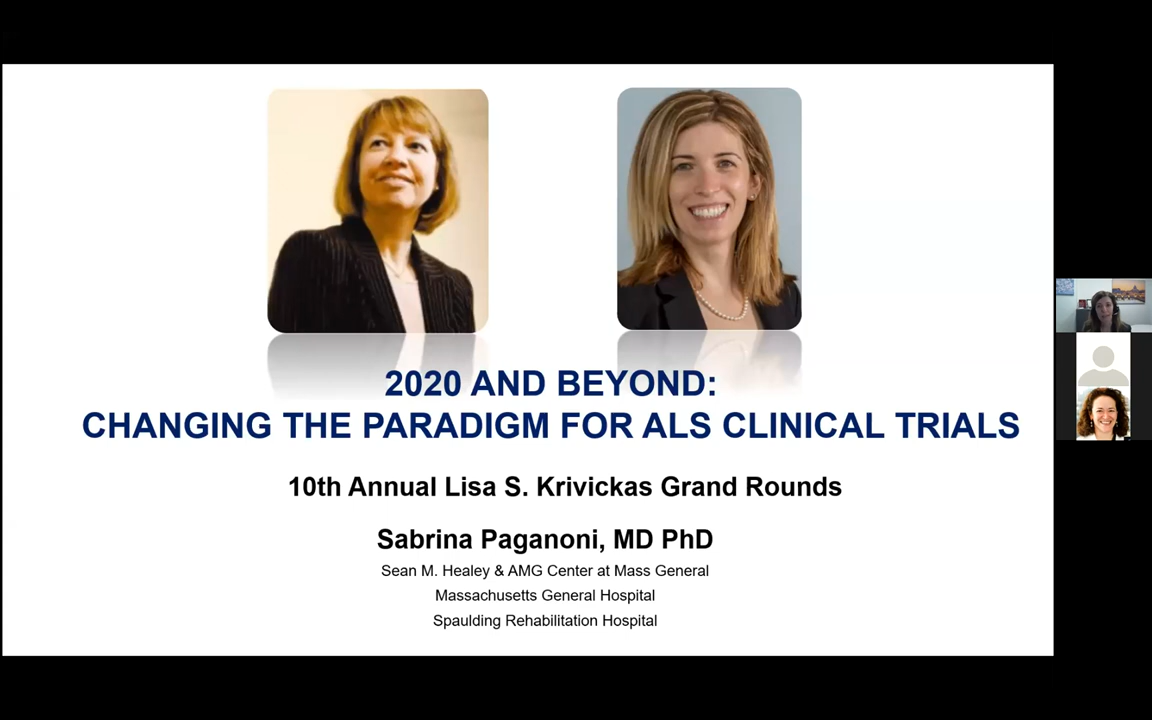 2020 AND BEYOND:
CHANGING THE PARADIGM FOR ALS CLINICAL TRIALS
10th Annual Lisa S. Krivickas Grand Rounds
Sabrina Paganoni, MD PhD
Sean M. Healey & AMG Center at Mass General
Massachusetts General Hospital
Spaulding Rehabilitation Hospital